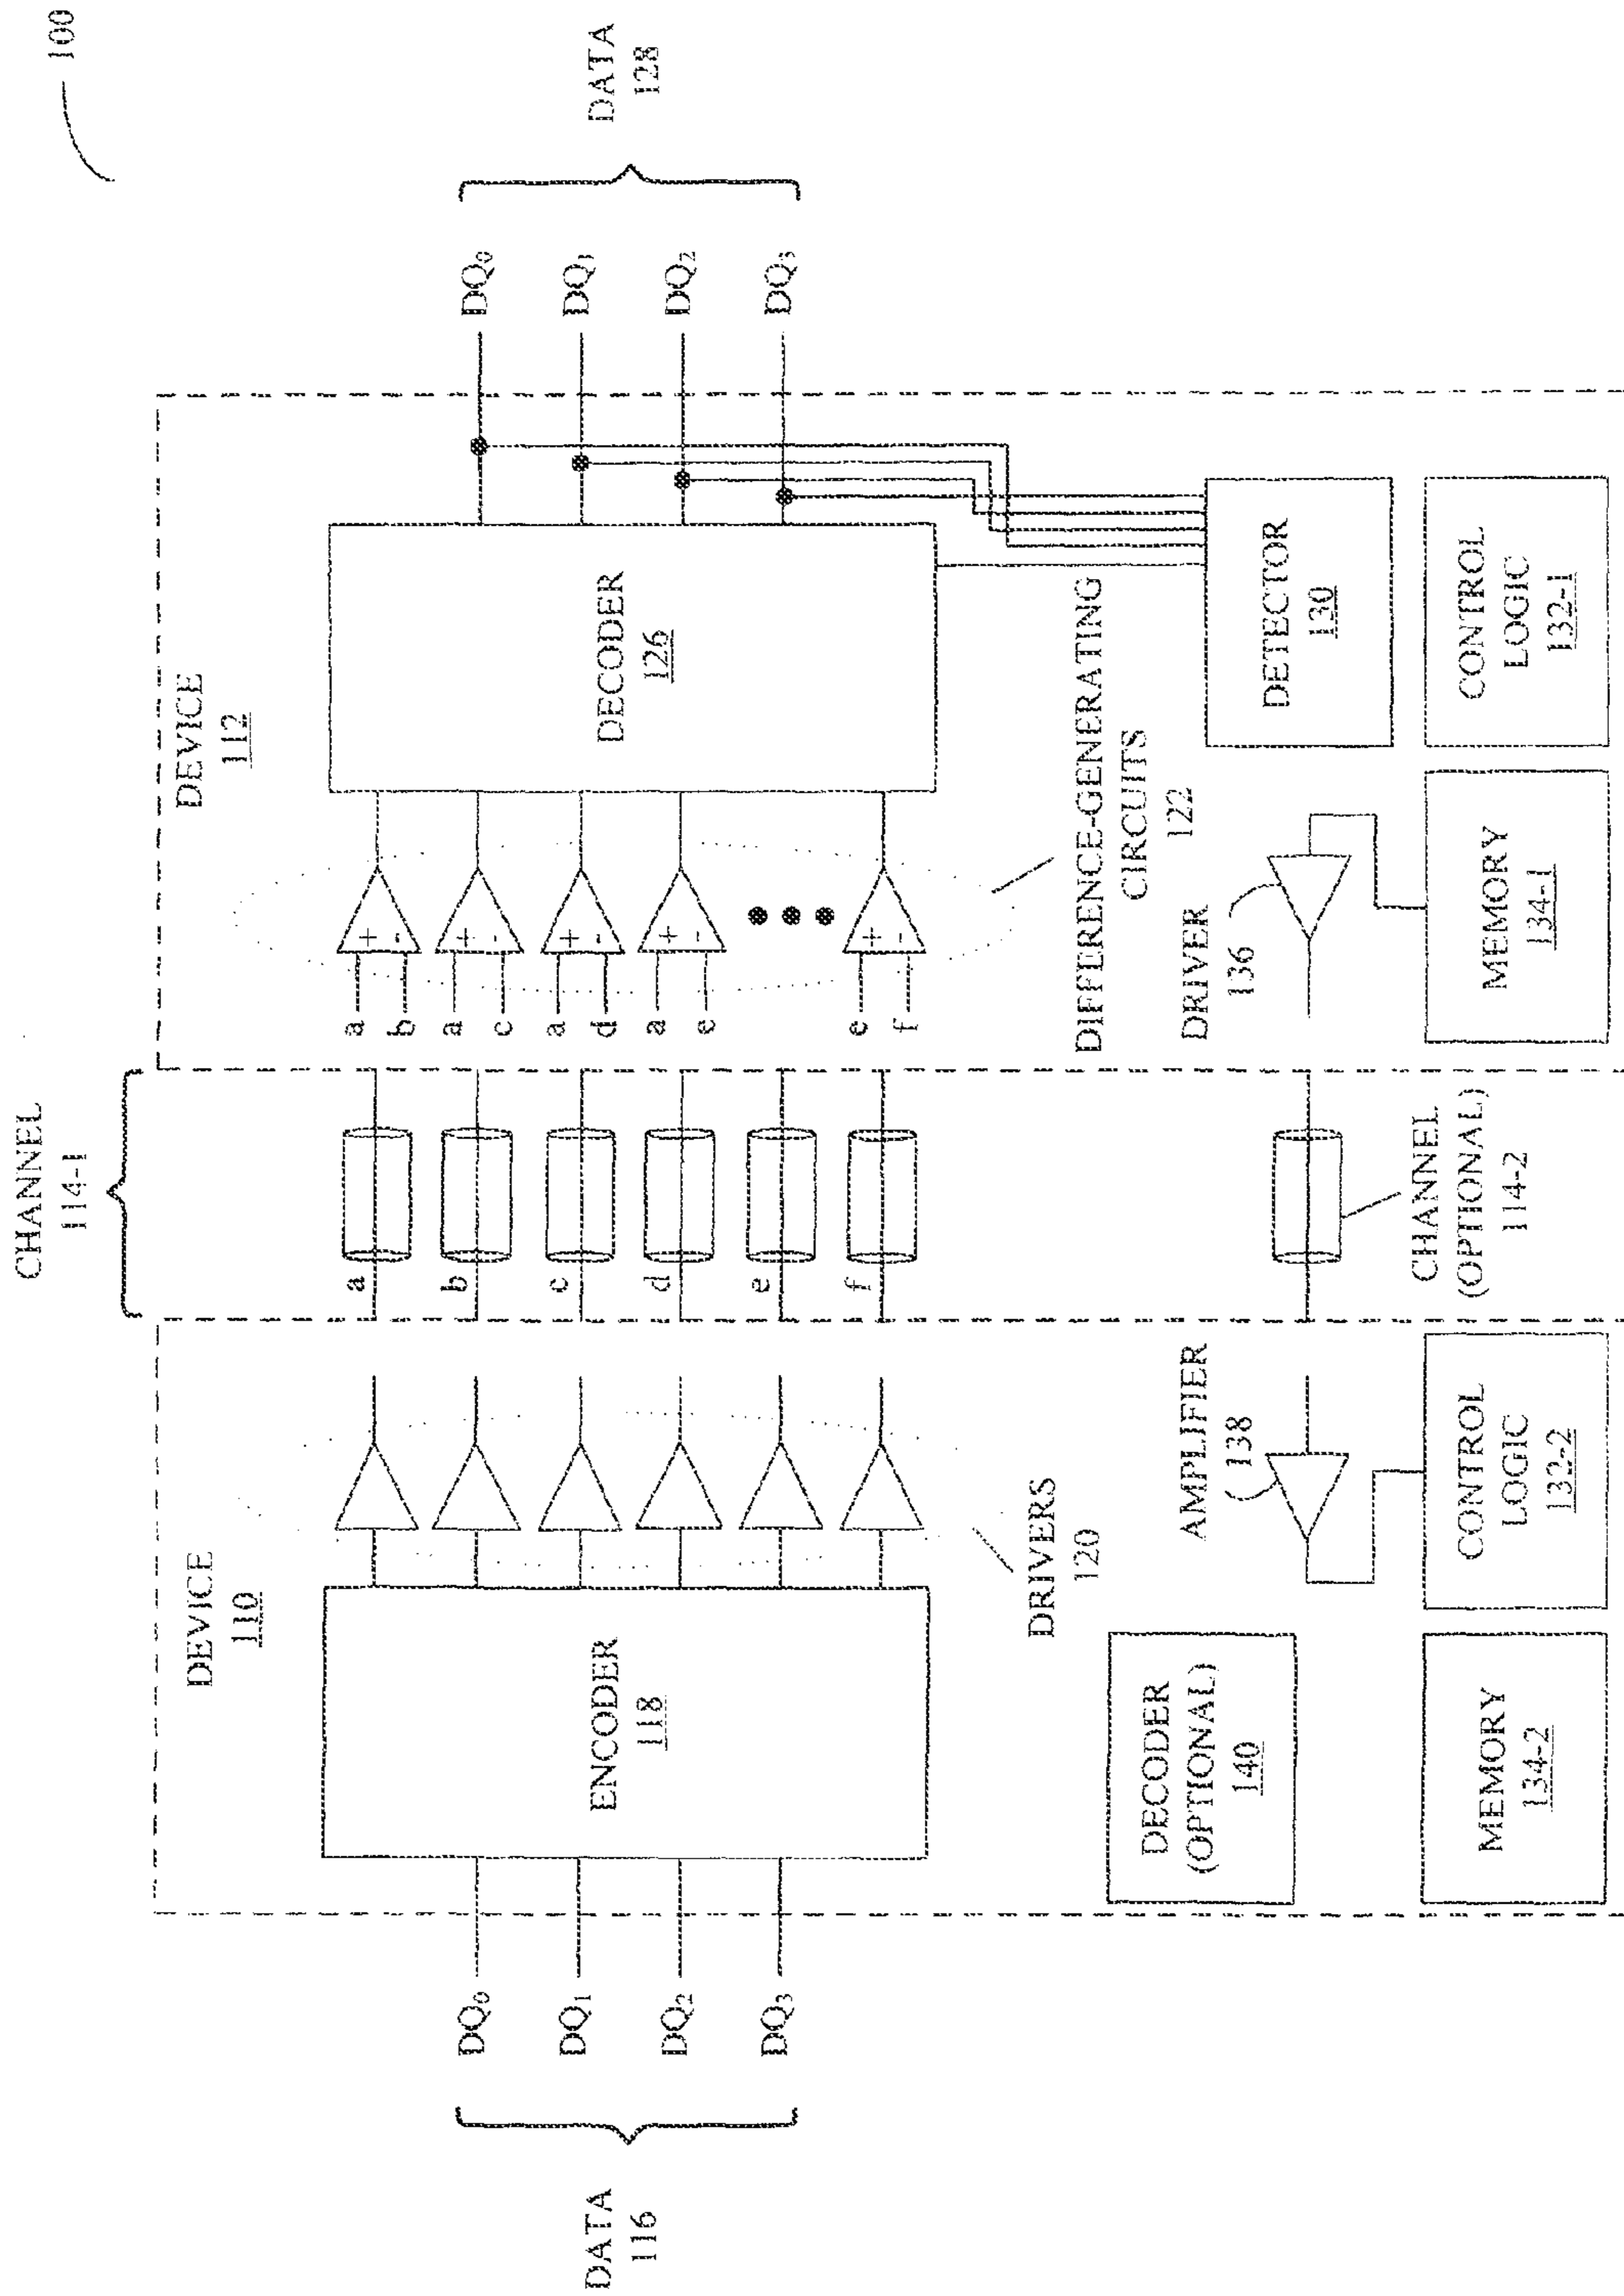 100
CHANNEL
114-1
DEVICE
110
DEVICE
112
DATA
116
DQ0
DQ1
DQ2
DQ3
ENCODER
118
DRIVERS
120
a
b
c
d
e
f
a
b
a
c
a
d
a
e
e
f
+
-
+
-
+
-
+
-
+
-
DIFFERENCE-GENERATING
CIRCUITS
122
DECODER
126
DQ0
DQ1
DQ2
DQ3
DATA
128
DECODER
(OPTIONAL)
140
AMPLIFIER
138
CHANNEL
(OPTIONAL)
114-2
DRIVER
136
DETECTOR
130
MEMORY
134-2
CONTROL
LOGIC
132-2
MEMORY
134-1
CONTROL
LOGIC
132-1